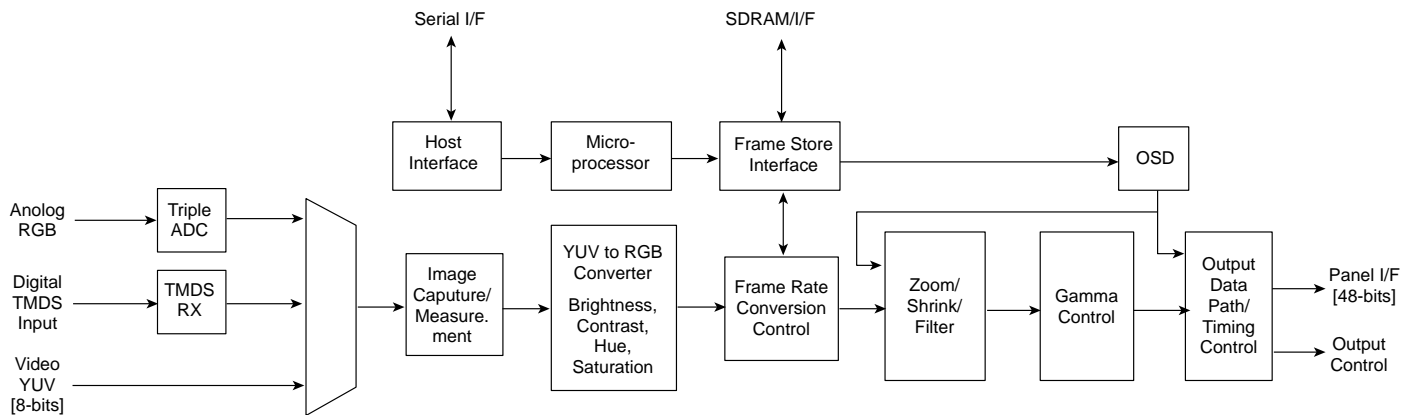 Serial I/F
SDRAM/I/F
Host
Interface
Micro-
processor
Frame Store
Interface
OSD
Anolog
RGB
Triple
ADC
Digital
TMDS
Input
TMDS
RX
Video
YUV
[8-bits]
Image
Caputure/
Measure.
ment
YUV to RGB
Converter
Brightness,
Contrast,
Hue,
Saturation
Frame Rate
Conversion
Control
Zoom/
Shrink/
Filter
Gamma
Control
Output
Data
Path/
Timing
Control
Panel I/F
[48-bits]
Output
Control